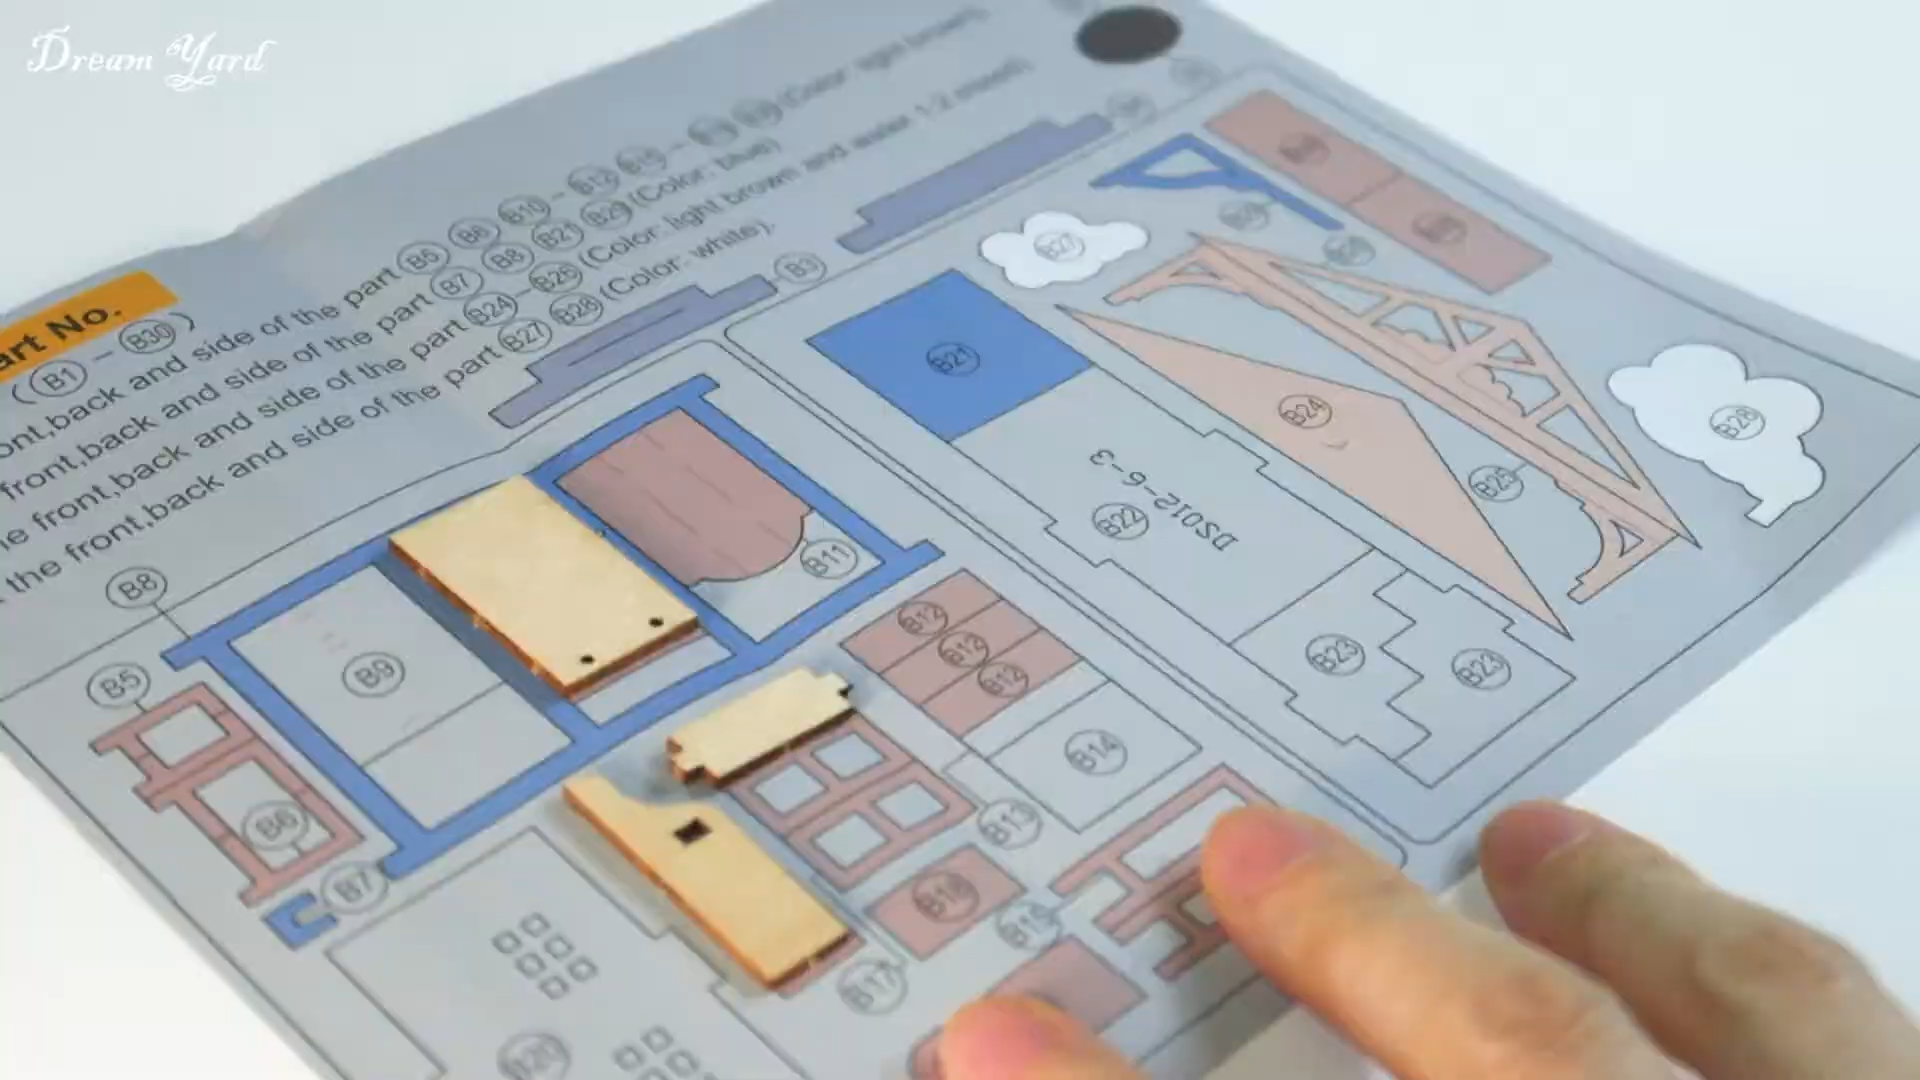 Dream Yard
art No.
(B1 – B30)
ont,back and side of the part B5 B6 B10 – B12 B15 – (Color: light brown).
front,back and side of the part B7 B8 B21 B29 (Color: blue)
e front,back and side of the part B24 – B26 (Color: light brown and water 1:2 mixed).
the front,back and side of the part B27 B28 (Color: white).
B3
B27
B21
B24
B28
B25
B22
D2012-6-3
B23
B23
B8
B11
B9
B5
B12
B12
B12
B14
B6
B13
B7
B16
B15
B17
B20